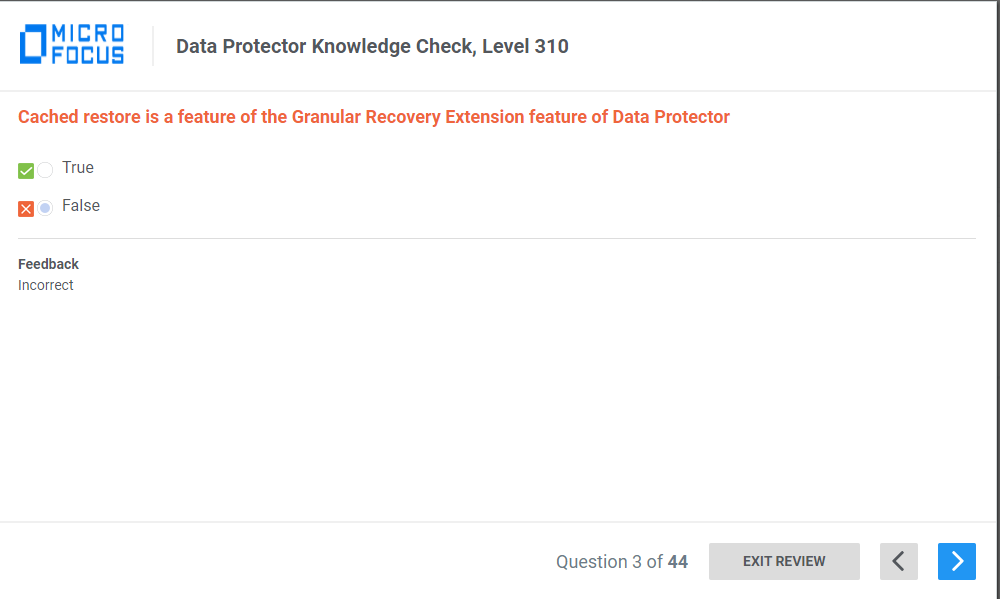 MICRO
FOCUS
Data Protector Knowledge Check, Level 310
Cached restore is a feature of the Granular Recovery Extension feature of Data Protector
True
False
Feedback
Incorrect
Question 3 of 44
EXIT REVIEW